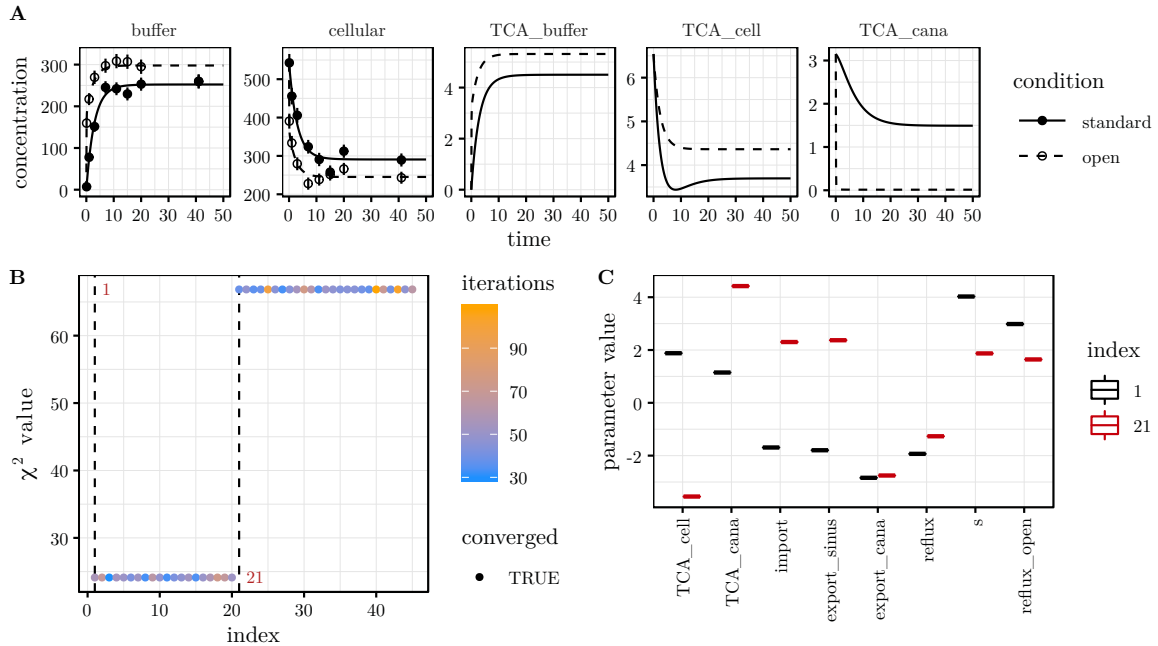 A
buffer
cellular
TCA_buffer
TCA_cell
TCA_cana
concentration
300
200
100
0
0 10 20 30 40 50
500
400
300
200
0 10 20 30 40 50
4
2
0
0 10 20 30 40 50
6
5
4
0 10 20 30 40 50
3
2
1
0
0 10 20 30 40 50
time
condition
standard
open
B
χ² value
60
50
40
30
1
21
0 20 40
index
iterations
90
70
50
30
converged
TRUE
C
parameter value
4
2
0
-2
TCA_cell
TCA_cana
import
export_sinus
export_cana
reflux
s
reflux_open
index
1
21